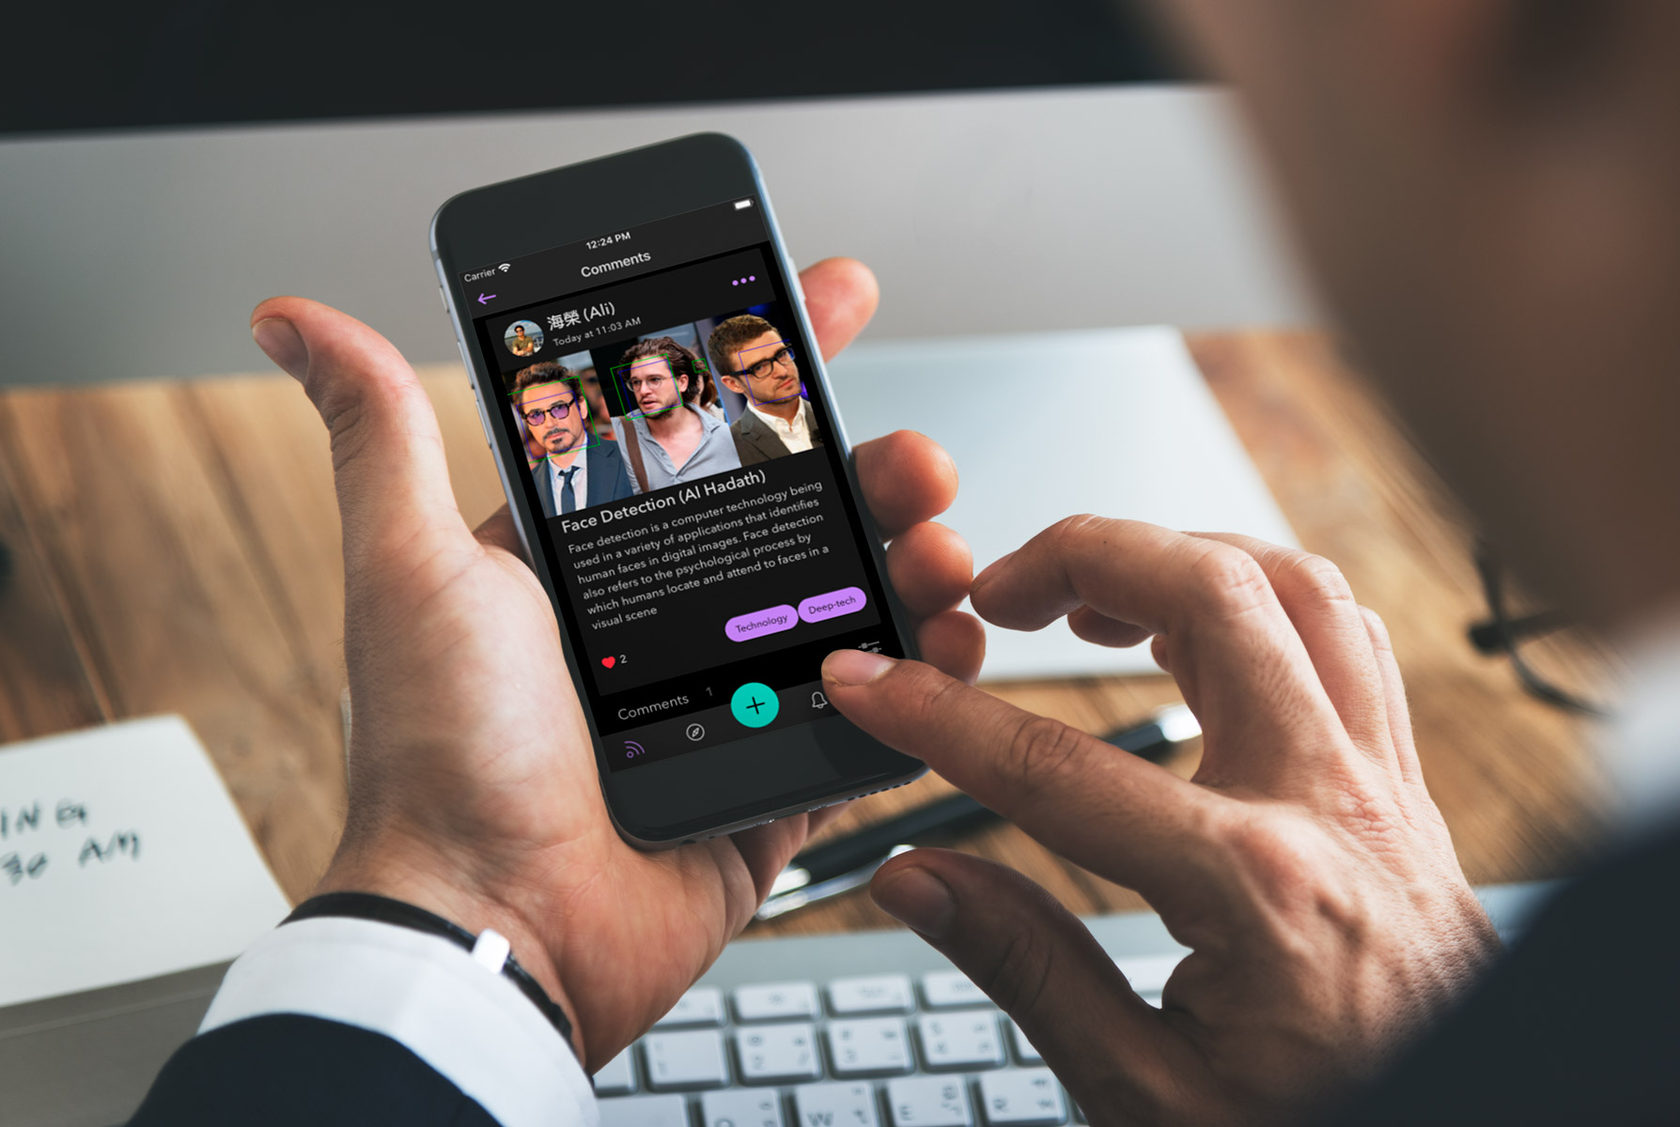 12:24 PM
Carrier
Comments
海榮 (Ali)
Today at 11:03 AM
Face Detection (Al Hadath)
Face detection is a computer technology being
used in a variety of applications that identifies
human faces in digital images. Face detection
also refers to the psychological process by
which humans locate and attend to faces in a
visual scene
Technology
Deep-tech
2
Comments 1
+
ING
30 AM
W
E
R